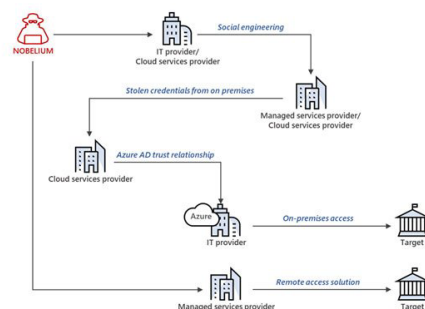 NOBELIUM
IT provider/
Cloud services provider
Social engineering
Managed services provider/
Cloud services provider
Stolen credentials from on premises
Cloud services provider
Azure AD trust relationship
Azure
IT provider
On-premises access
Target
Managed services provider
Remote access solution
Target